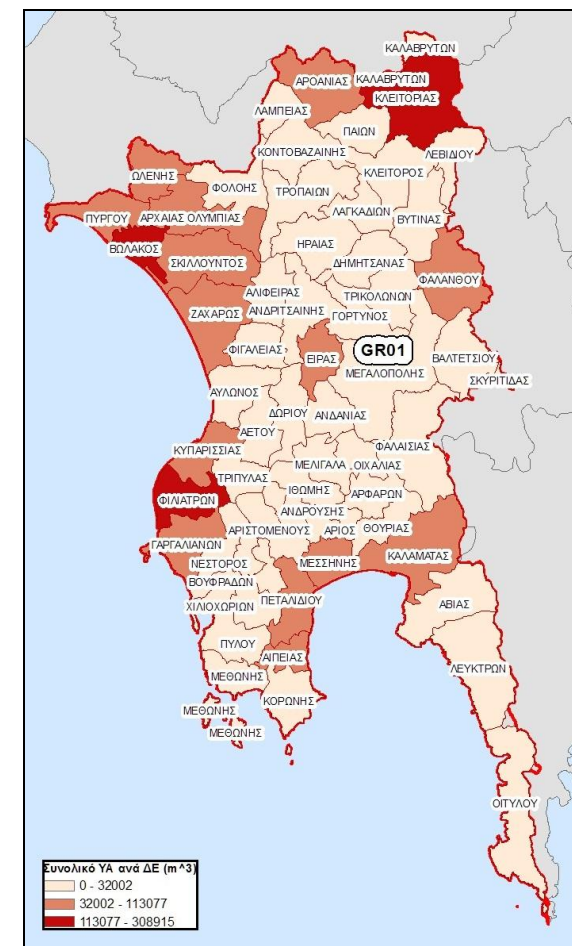 ΚΑΛΑΒΡΥΤΩΝ
ΑΡΟΑΝΙΑΣ ΚΑΛΑΒΡΥΤΩΝ
ΚΛΕΙΤΟΡΙΑΣ
ΛΑΜΠΕΙΑΣ
ΠΑΙΩΝ
ΚΟΝΤΟΒΑΖΑΙΝΗΣ ΛΕΒΙΔΙΟΥ
ΩΛΕΝΗΣ ΚΛΕΙΤΟΡΟΣ
ΦΟΛΟΗΣ ΤΡΟΠΑΙΩΝ
ΛΑΓΚΑΔΙΩΝ
ΠΥΡΓΟΥ ΑΡΧΑΙΑΣ ΟΛΥΜΠΙΑΣ ΒΥΤΙΝΑΣ
ΗΡΑΙΑΣ
ΒΩΛΑΚΟΣ
ΣΚΙΛΛΟΥΝΤΟΣ ΔΗΜΗΤΣΑΝΑΣ
ΦΑΛΑΝΘΟΥ
ΑΛΙΦΕΙΡΑΣ ΤΡΙΚΟΛΩΝΩΝ
ΖΑΧΑΡΩΣ ΑΝΔΡΙΤΣΑΙΝΗΣ ΓΟΡΤΥΝΟΣ
ΦΙΓΑΛΕΙΑΣ ΕΙΡΑΣ GR01 ΒΑΛΤΕΤΣΙΟΥ
ΜΕΓΑΛΟΠΟΛΗΣ
ΣΚΥΡΙΤΙΔΑΣ
ΑΥΛΩΝΟΣ
ΔΩΡΙΟΥ ΑΝΔΑΝΙΑΣ
ΑΕΤΟΥ
ΚΥΠΑΡΙΣΣΙΑΣ ΦΑΛΑΙΣΙΑΣ
ΜΕΛΙΓΑΛΑ ΟΙΧΑΛΙΑΣ
ΤΡΙΠΥΛΑΣ
ΙΘΩΜΗΣ ΑΡΦΑΡΩΝ
ΦΙΛΙΑΤΡΩΝ
ΑΝΔΡΟΥΣΗΣ
ΑΡΙΣΤΟΜΕΝΟΥΣ ΑΡΙΟΣ ΘΟΥΡΙΑΣ
ΓΑΡΓΑΛΙΑΝΩΝ
ΚΑΛΑΜΑΤΑΣ
ΝΕΣΤΟΡΟΣ ΜΕΣΣΗΝΗΣ
ΒΟΥΦΡΑΔΩΝ
ΧΙΛΙΟΧΩΡΙΩΝ ΠΕΤΑΛΙΔΙΟΥ
ΑΒΙΑΣ
ΠΥΛΟΥ
ΑΙΠΕΙΑΣ
ΛΕΥΚΤΡΩΝ
ΜΕΘΩΝΗΣ
ΚΟΡΩΝΗΣ
ΜΕΘΩΝΗΣ
ΜΕΘΩΝΗΣ
ΟΙΤΥΛΟΥ
Συνολικό ΥΑ ανά ΔΕ (m^3)
0 - 32002
32002 - 113077
113077 - 308915